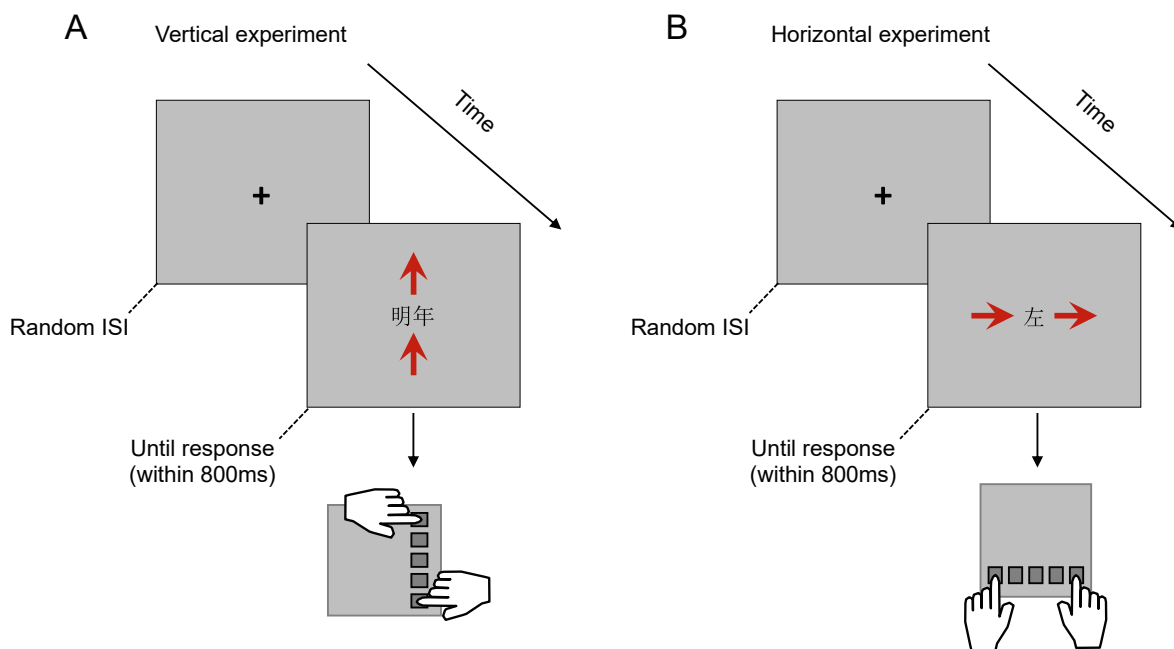 A
Vertical experiment
Time
+
明年
Random ISI
Until response
(within 800ms)
B
Horizontal experiment
Time
+
左
Random ISI
Until response
(within 800ms)